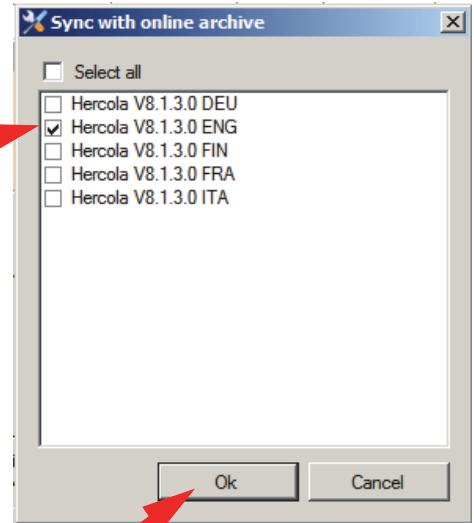 Sync with online archive
Select all
Hercola V8.1.3.0 DEU
Hercola V8.1.3.0 ENG
Hercola V8.1.3.0 FIN
Hercola V8.1.3.0 FRA
Hercola V8.1.3.0 ITA
Ok Cancel